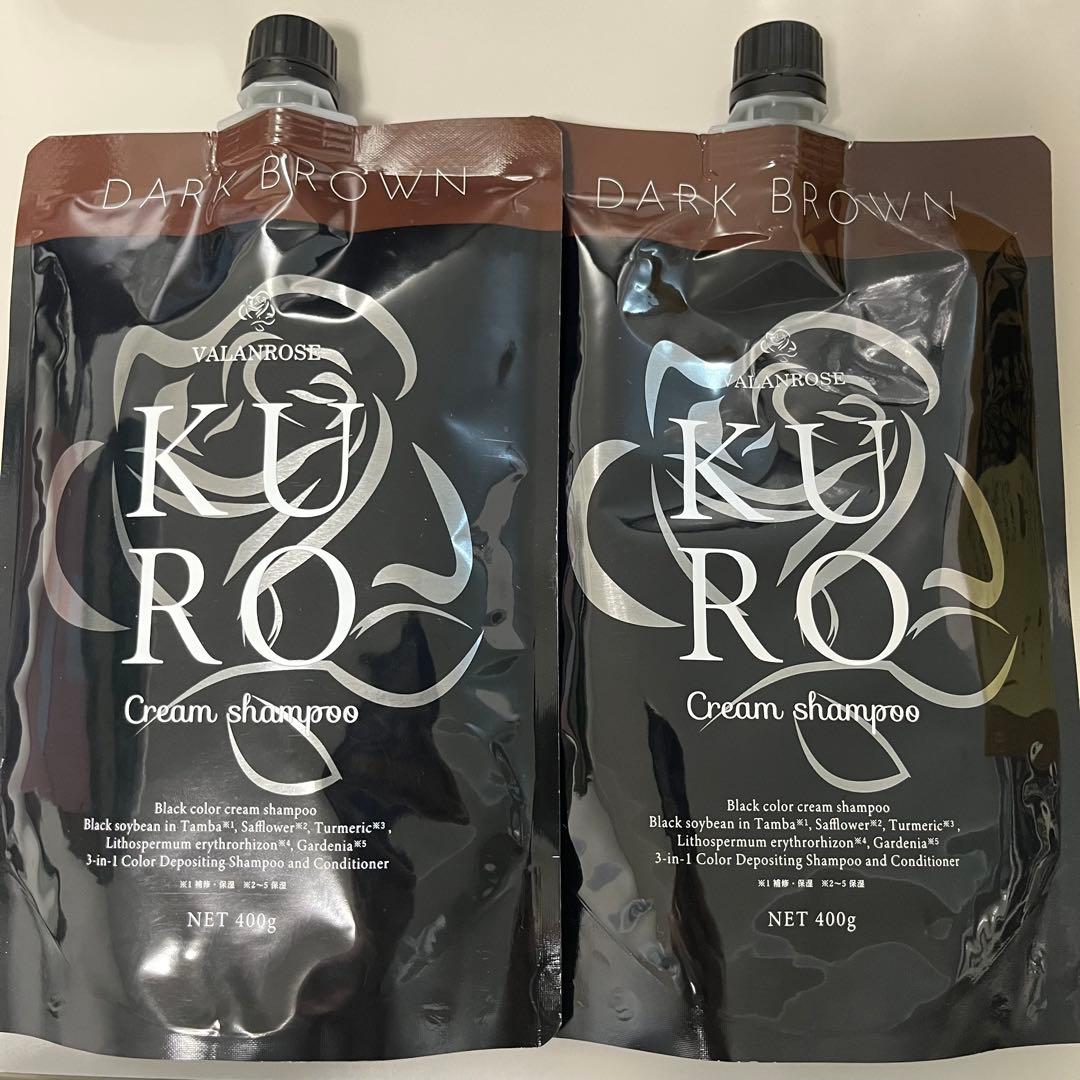 DARK BROWN
VALANROSE
KU
RO
Cream shampoo
Black color cream shampoo
Black soybean in Tamba※1, Safflower※2, Turmeric※3,
Lithospermum erythrorhizon※4, Gardenia※5
3-in-1 Color Depositing Shampoo and Conditioner
※1 補修・保湿 ※2～5 保湿
NET 400g
DARK BROWN
VALANROSE
KU
RO
Cream shampoo
Black color cream shampoo
Black soybean in Tamba※1, Safflower※2, Turmeric※3,
Lithospermum erythrorhizon※4, Gardenia※5
3-in-1 Color Depositing Shampoo and Conditioner
※1 補修・保湿 ※2～5 保湿
NET 400g